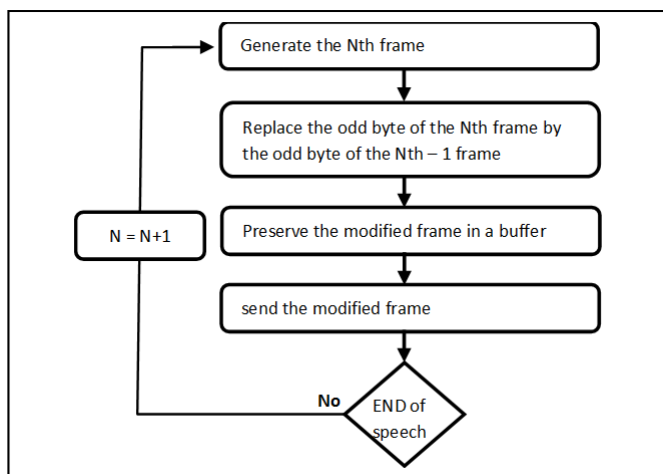 Generate the Nth frame
Replace the odd byte of the Nth frame by
the odd byte of the Nth – 1 frame
N = N+1
Preserve the modified frame in a buffer
send the modified frame
No
END of
speech